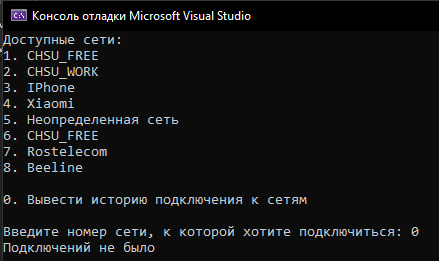 Консоль отладки Microsoft Visual Studio
Доступные сети:
1. CHSU_FREE
2. CHSU_WORK
3. IPhone
4. Xiaomi
5. Неопределенная сеть
6. CHSU_FREE
7. Rostelecom
8. Beeline
0. Вывести историю подключения к сетям
Введите номер сети, к которой хотите подключиться: 0
Подключений не было